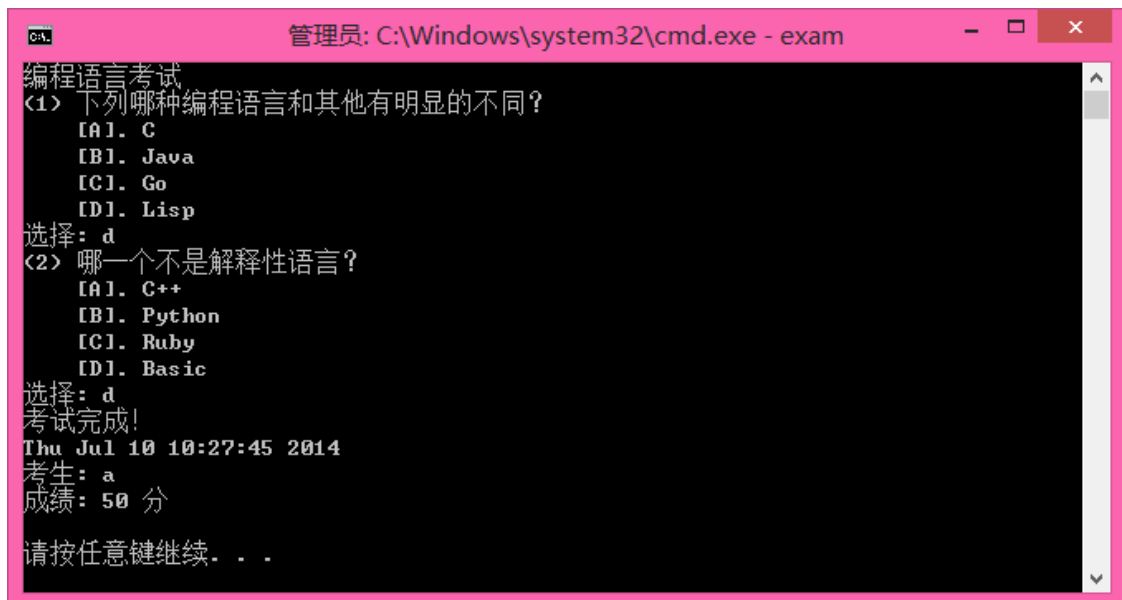 管理员: C:\Windows\system32\cmd.exe - exam
编程语言考试
(1) 下列哪种编程语言和其他有明显的不同?
[A]. C
[B]. Java
[C]. Go
[D]. Lisp
选择: d
(2) 哪一个不是解释性语言?
[A]. C++
[B]. Python
[C]. Ruby
[D]. Basic
选择: d
考试完成!
Thu Jul 10 10:27:45 2014
考生: a
成绩: 50 分
请按任意键继续. . .